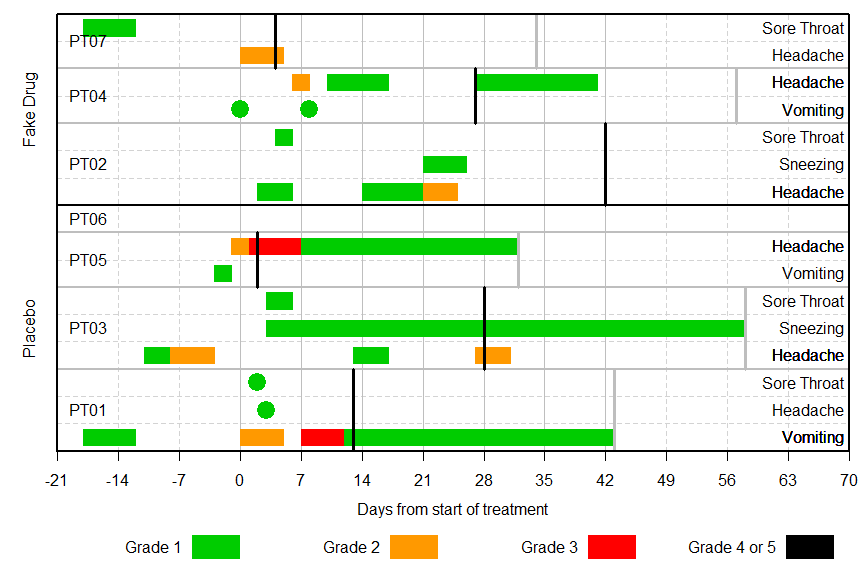 Fake Drug
PT07
Sore Throat
Headache
PT04
Headache
Vomiting
PT02
Sore Throat
Sneezing
Headache
Placebo
PT06
PT05
Headache
Vomiting
PT03
Sore Throat
Sneezing
Headache
PT01
Sore Throat
Headache
Vomiting
-21 -14 -7 0 7 14 21 28 35 42 49 56 63 70
Days from start of treatment
Grade 1 Grade 2 Grade 3 Grade 4 or 5